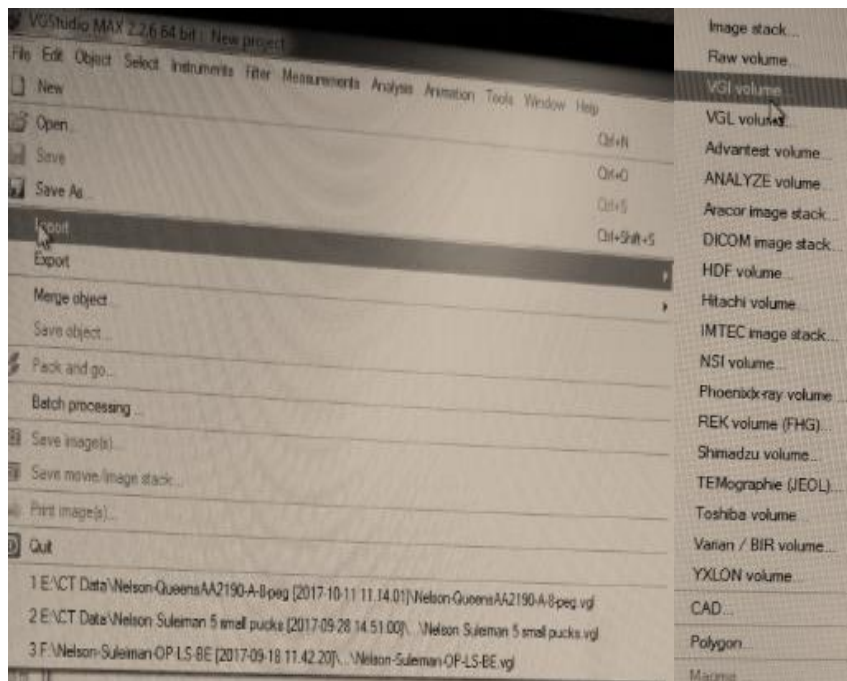 VGStudio MAX 2.2.6 64 bit : New project
File Edit Object Select Instruments Filter Measurements Analysis Animation Tools Window Help
New Ctrl+N
Open... Ctrl+O
Save Ctrl+S
Save As... Ctrl+Shift+S
Import
Export
Merge object...
Save object...
Pack and go...
Batch processing...
Save image(s)...
Save movie/image stack...
Print image(s)...
Quit
1 E:\CT Data\Nelson-QueensAA2190-A-8-peg [2017-10-11 11.14.01]\Nelson-QueensAA2190-A-8-peg.vgl
2 E:\CT Data\Nelson Suleiman 5 small pucks [2017-09-28 14.51.00]\...\Nelson Suleiman 5 small pucks.vgl
3 F:\Nelson-Suleiman-OP-LS-BE [2017-09-18 11.42.20]\...\Nelson-Suleman-OP-LS-BE.vgl
Image stack...
Raw volume...
VGI volume...
VGL volume...
Advantest volume...
ANALYZE volume...
Aracor image stack...
DICOM image stack...
HDF volume...
Hitachi volume...
IMTEC image stack...
NSI volume...
Phoenix|x-ray volume...
REK volume (FHG)...
Shimadzu volume...
TEMographie (JEOL)...
Toshiba volume...
Varian / BIR volume...
YXLON volume...
CAD...
Polygon...